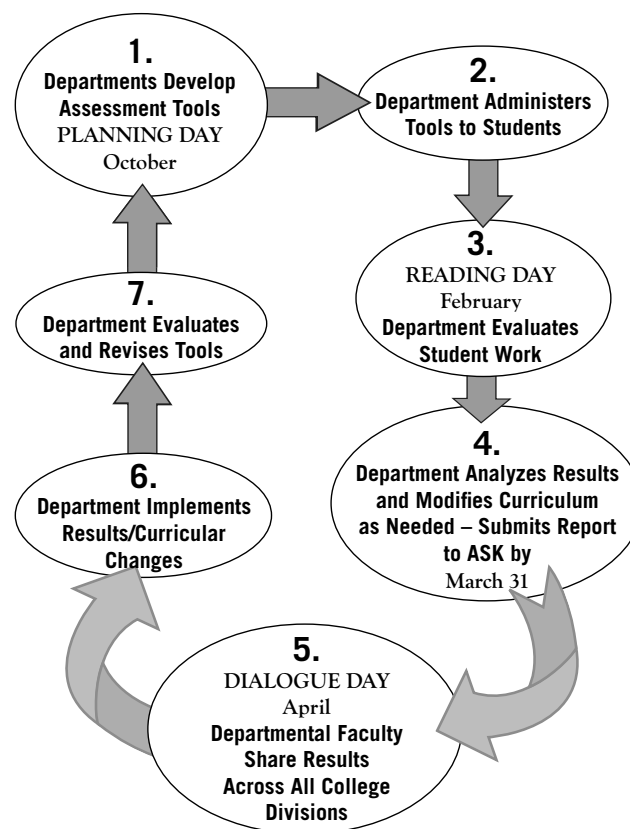 1.
Departments Develop
Assessment Tools
PLANNING DAY
October
2.
Department Administers
Tools to Students
3.
READING DAY
February
Department Evaluates
Student Work
4.
Department Analyzes Results
and Modifies Curriculum
as Needed – Submits Report
to ASK by
March 31
5.
DIALOGUE DAY
April
Departmental Faculty
Share Results
Across All College
Divisions
6.
Department Implements
Results/Curricular
Changes
7.
Department Evaluates
and Revises Tools